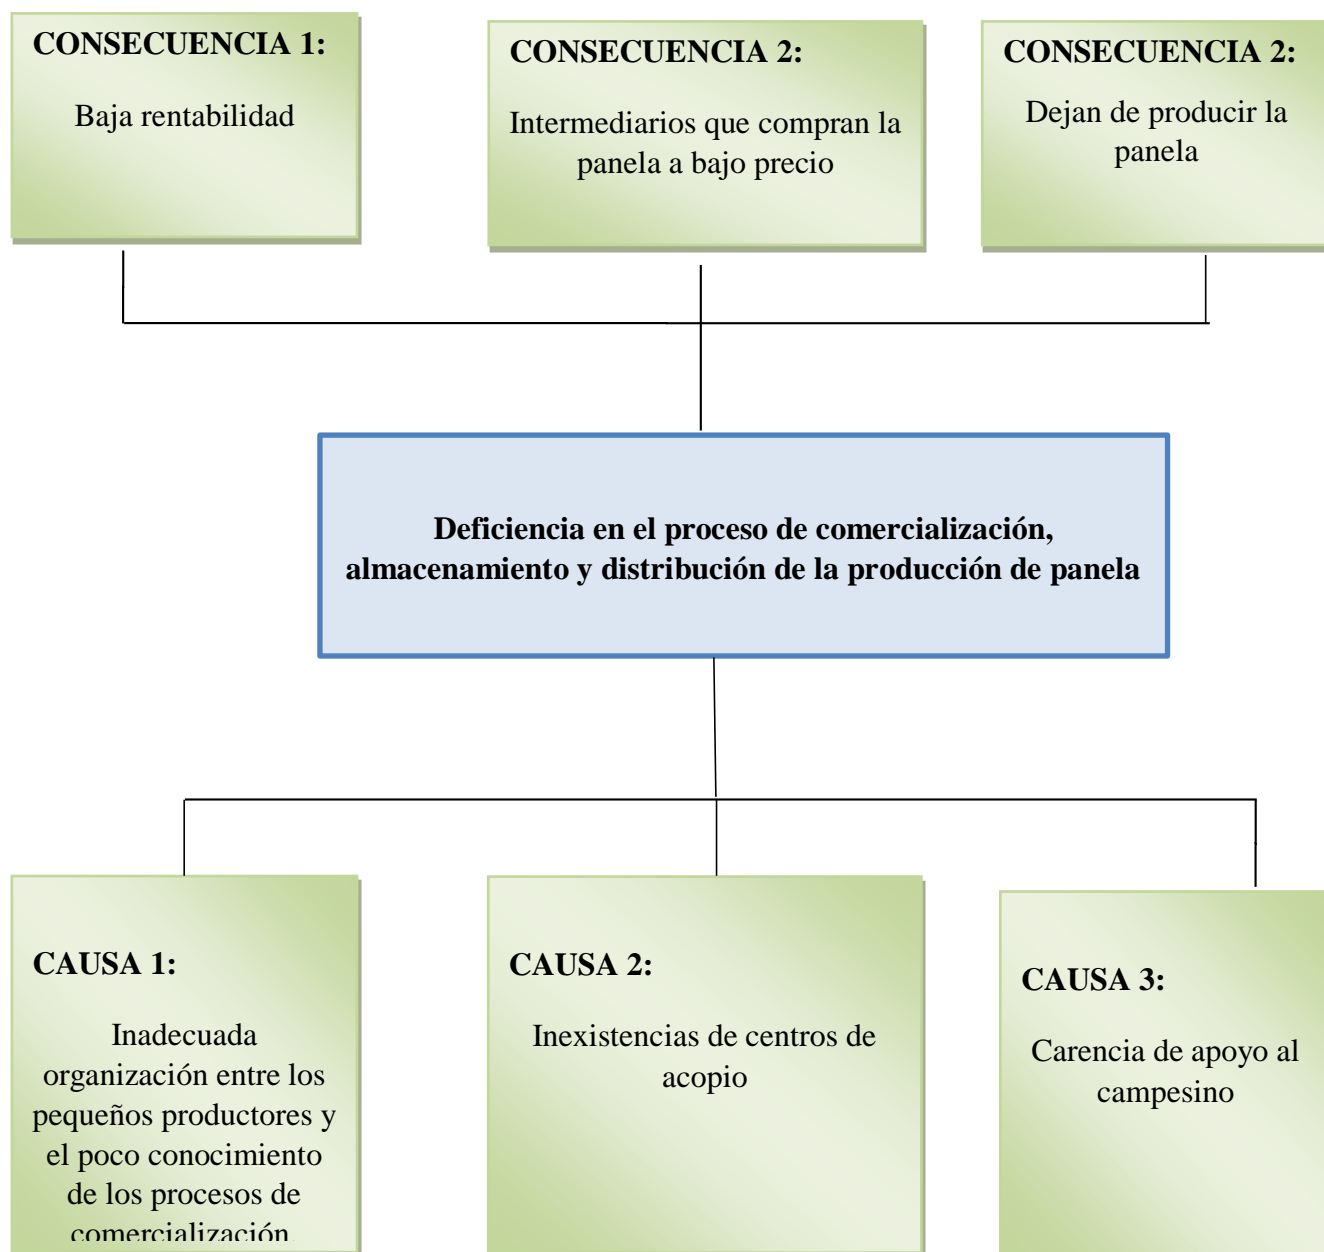 CONSECUENCIA 1:
Baja rentabilidad
CONSECUENCIA 2:
Intermediarios que compran la
panela a bajo precio
CONSECUENCIA 2:
Dejan de producir la
panela
Deficiencia en el proceso de comercialización,
almacenamiento y distribución de la producción de panela
CAUSA 1:
Inadecuada
organización entre los
pequeños productores y
el poco conocimiento
de los procesos de
comercialización.
CAUSA 2:
Inexistencias de centros de
acopio
CAUSA 3:
Carencia de apoyo al
campesino